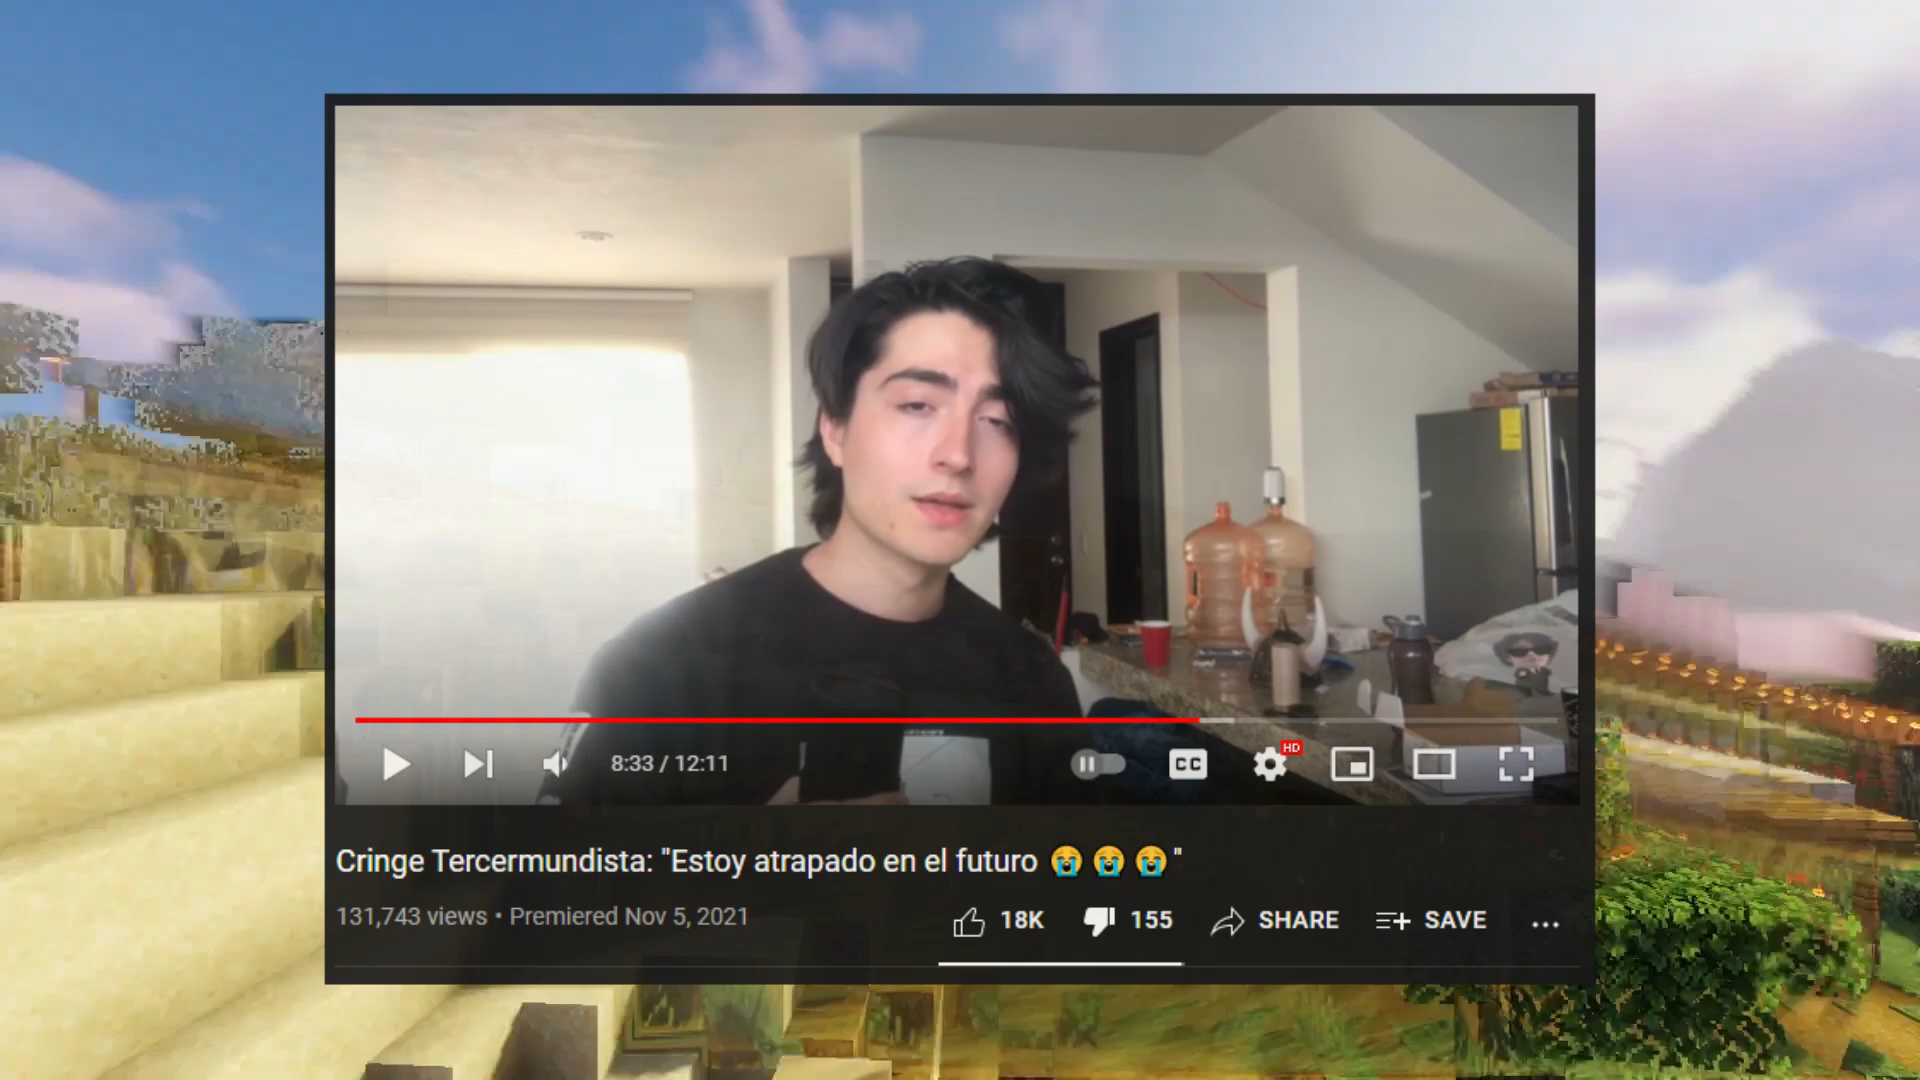 8:33 / 12:11
CC
HD
Cringe Tercermundista: "Estoy atrapado en el futuro 😭 😭 😭 "
131,743 views • Premiered Nov 5, 2021
18K
155
SHARE
SAVE